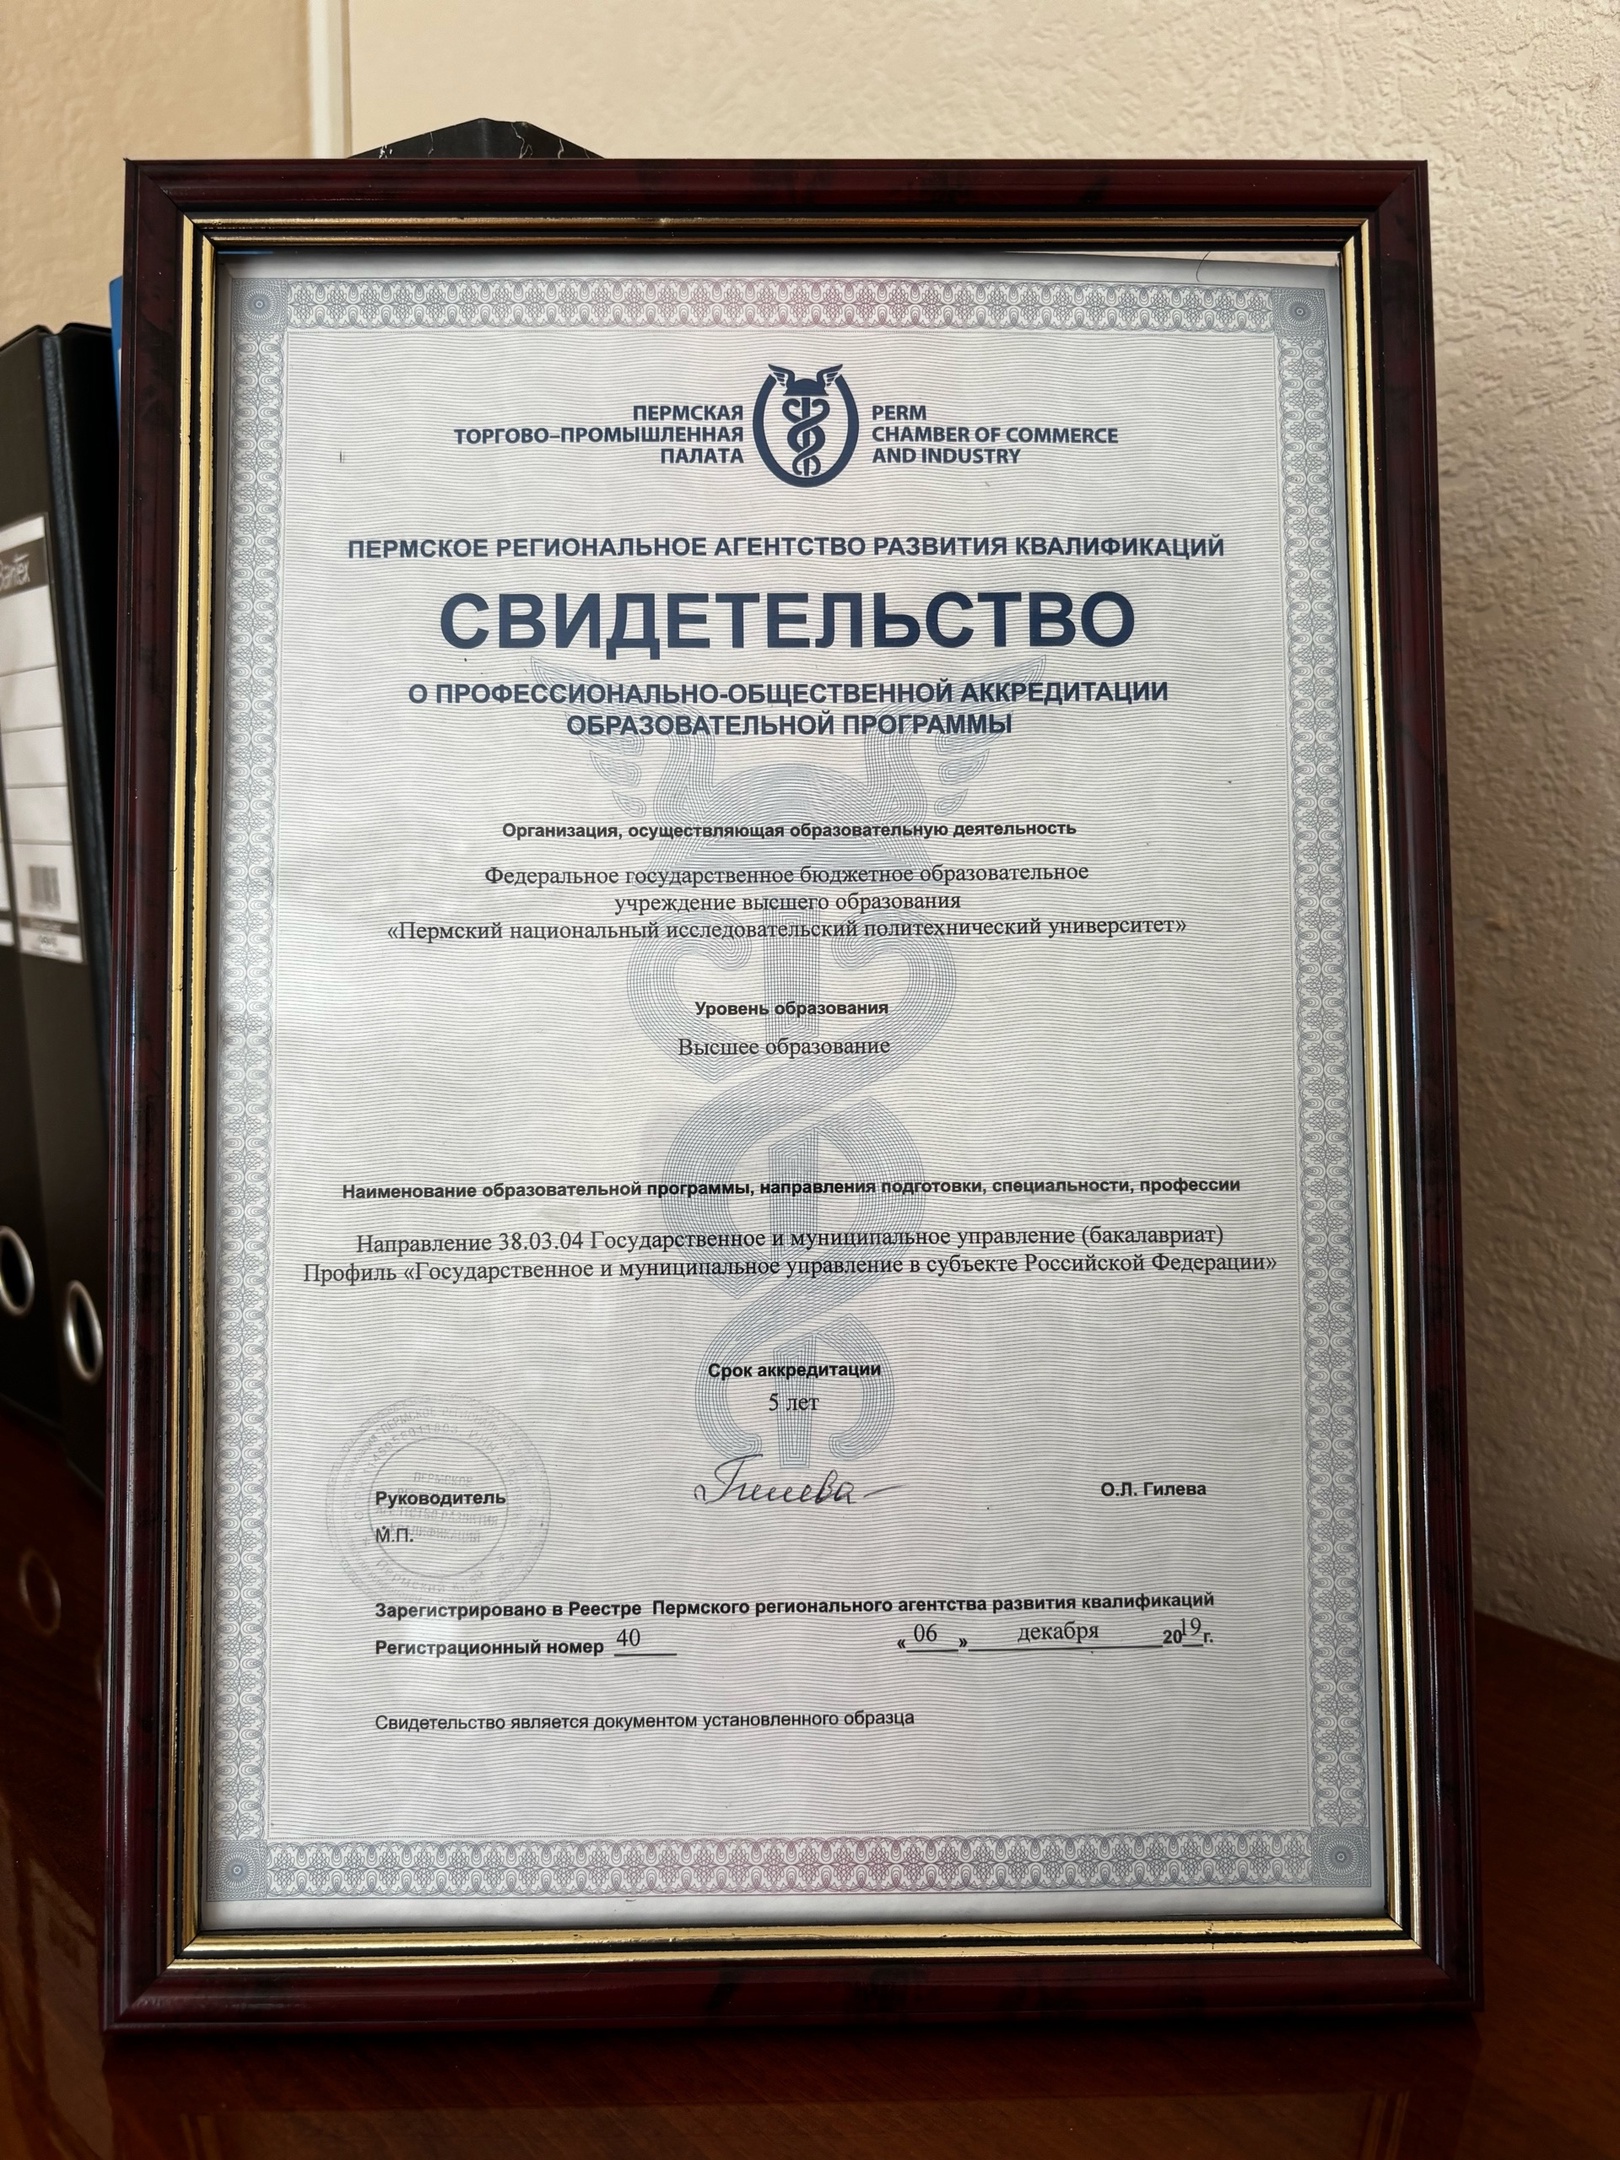 ПЕРМСКАЯ
ТОРГОВО–ПРОМЫШЛЕННАЯ
ПАЛАТА
PERM
CHAMBER OF COMMERCE
AND INDUSTRY
ПЕРМСКОЕ РЕГИОНАЛЬНОЕ АГЕНТСТВО РАЗВИТИЯ КВАЛИФИКАЦИЙ
СВИДЕТЕЛЬСТВО
О ПРОФЕССИОНАЛЬНО-ОБЩЕСТВЕННОЙ АККРЕДИТАЦИИ
ОБРАЗОВАТЕЛЬНОЙ ПРОГРАММЫ
Организация, осуществляющая образовательную деятельность
Федеральное государственное бюджетное образовательное
учреждение высшего образования
«Пермский национальный исследовательский политехнический университет»
Уровень образования
Высшее образование
Наименование образовательной программы, направления подготовки, специальности, профессии
Направление 38.03.04 Государственное и муниципальное управление (бакалавриат)
Профиль «Государственное и муниципальное управление в субъекте Российской Федерации»
Срок аккредитации
5 лет
Руководитель
Гилева
О.Л. Гилева
М.П.
Зарегистрировано в Реестре Пермского регионального агентства развития квалификаций
Регистрационный номер 40
« 06 » декабря 2019 г.
Свидетельство является документом установленного образца